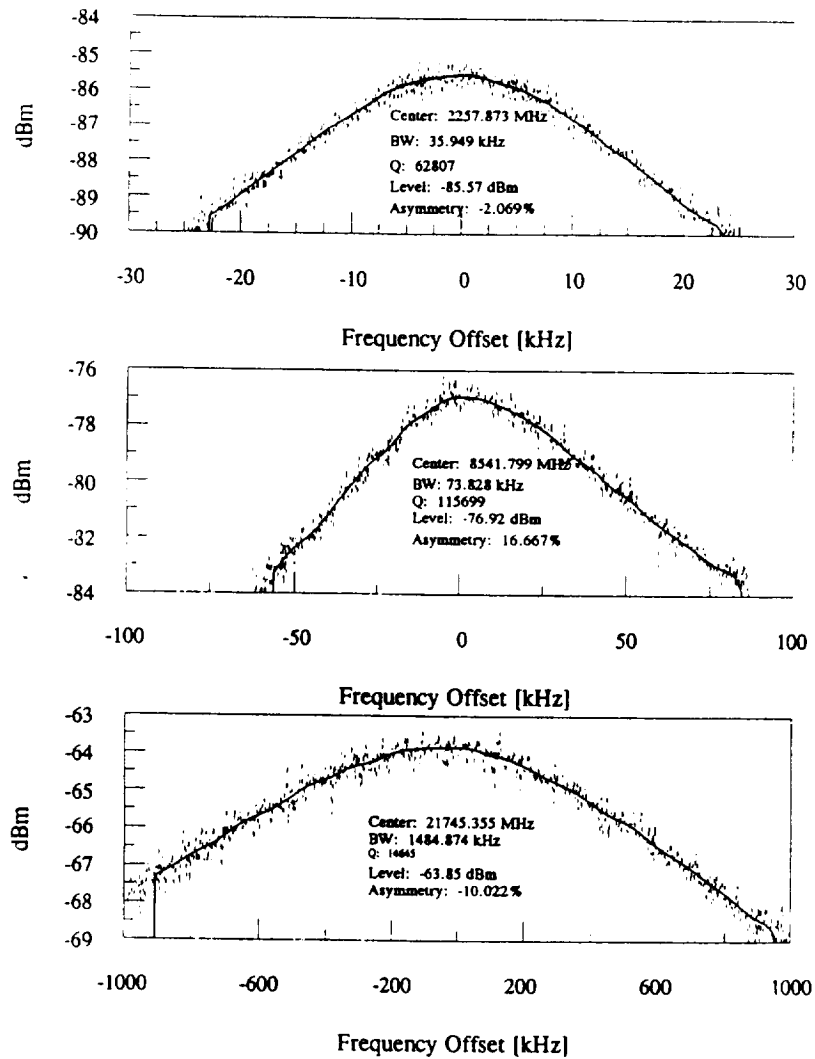 -84
-85
-86
-87
-88
-89
-90
dBm
Center: 2257.873 MHz
BW: 35.949 kHz
Q: 62807
Level: -85.57 dBm
Asymmetry: -2.069%
-30 -20 -10 0 10 20 30
Frequency Offset [kHz]
-76
-78
-80
-82
-84
dBm
Center: 8541.799 MHz
BW: 73.828 kHz
Q: 115699
Level: -76.92 dBm
Asymmetry: 16.667%
-100 -50 0 50 100
Frequency Offset [kHz]
-63
-64
-65
-66
-67
-68
-69
dBm
Center: 21745.355 MHz
BW: 1484.874 kHz
Q: 14645
Level: -63.85 dBm
Asymmetry: -10.022%
-1000 -600 -200 200 600 1000
Frequency Offset [kHz]